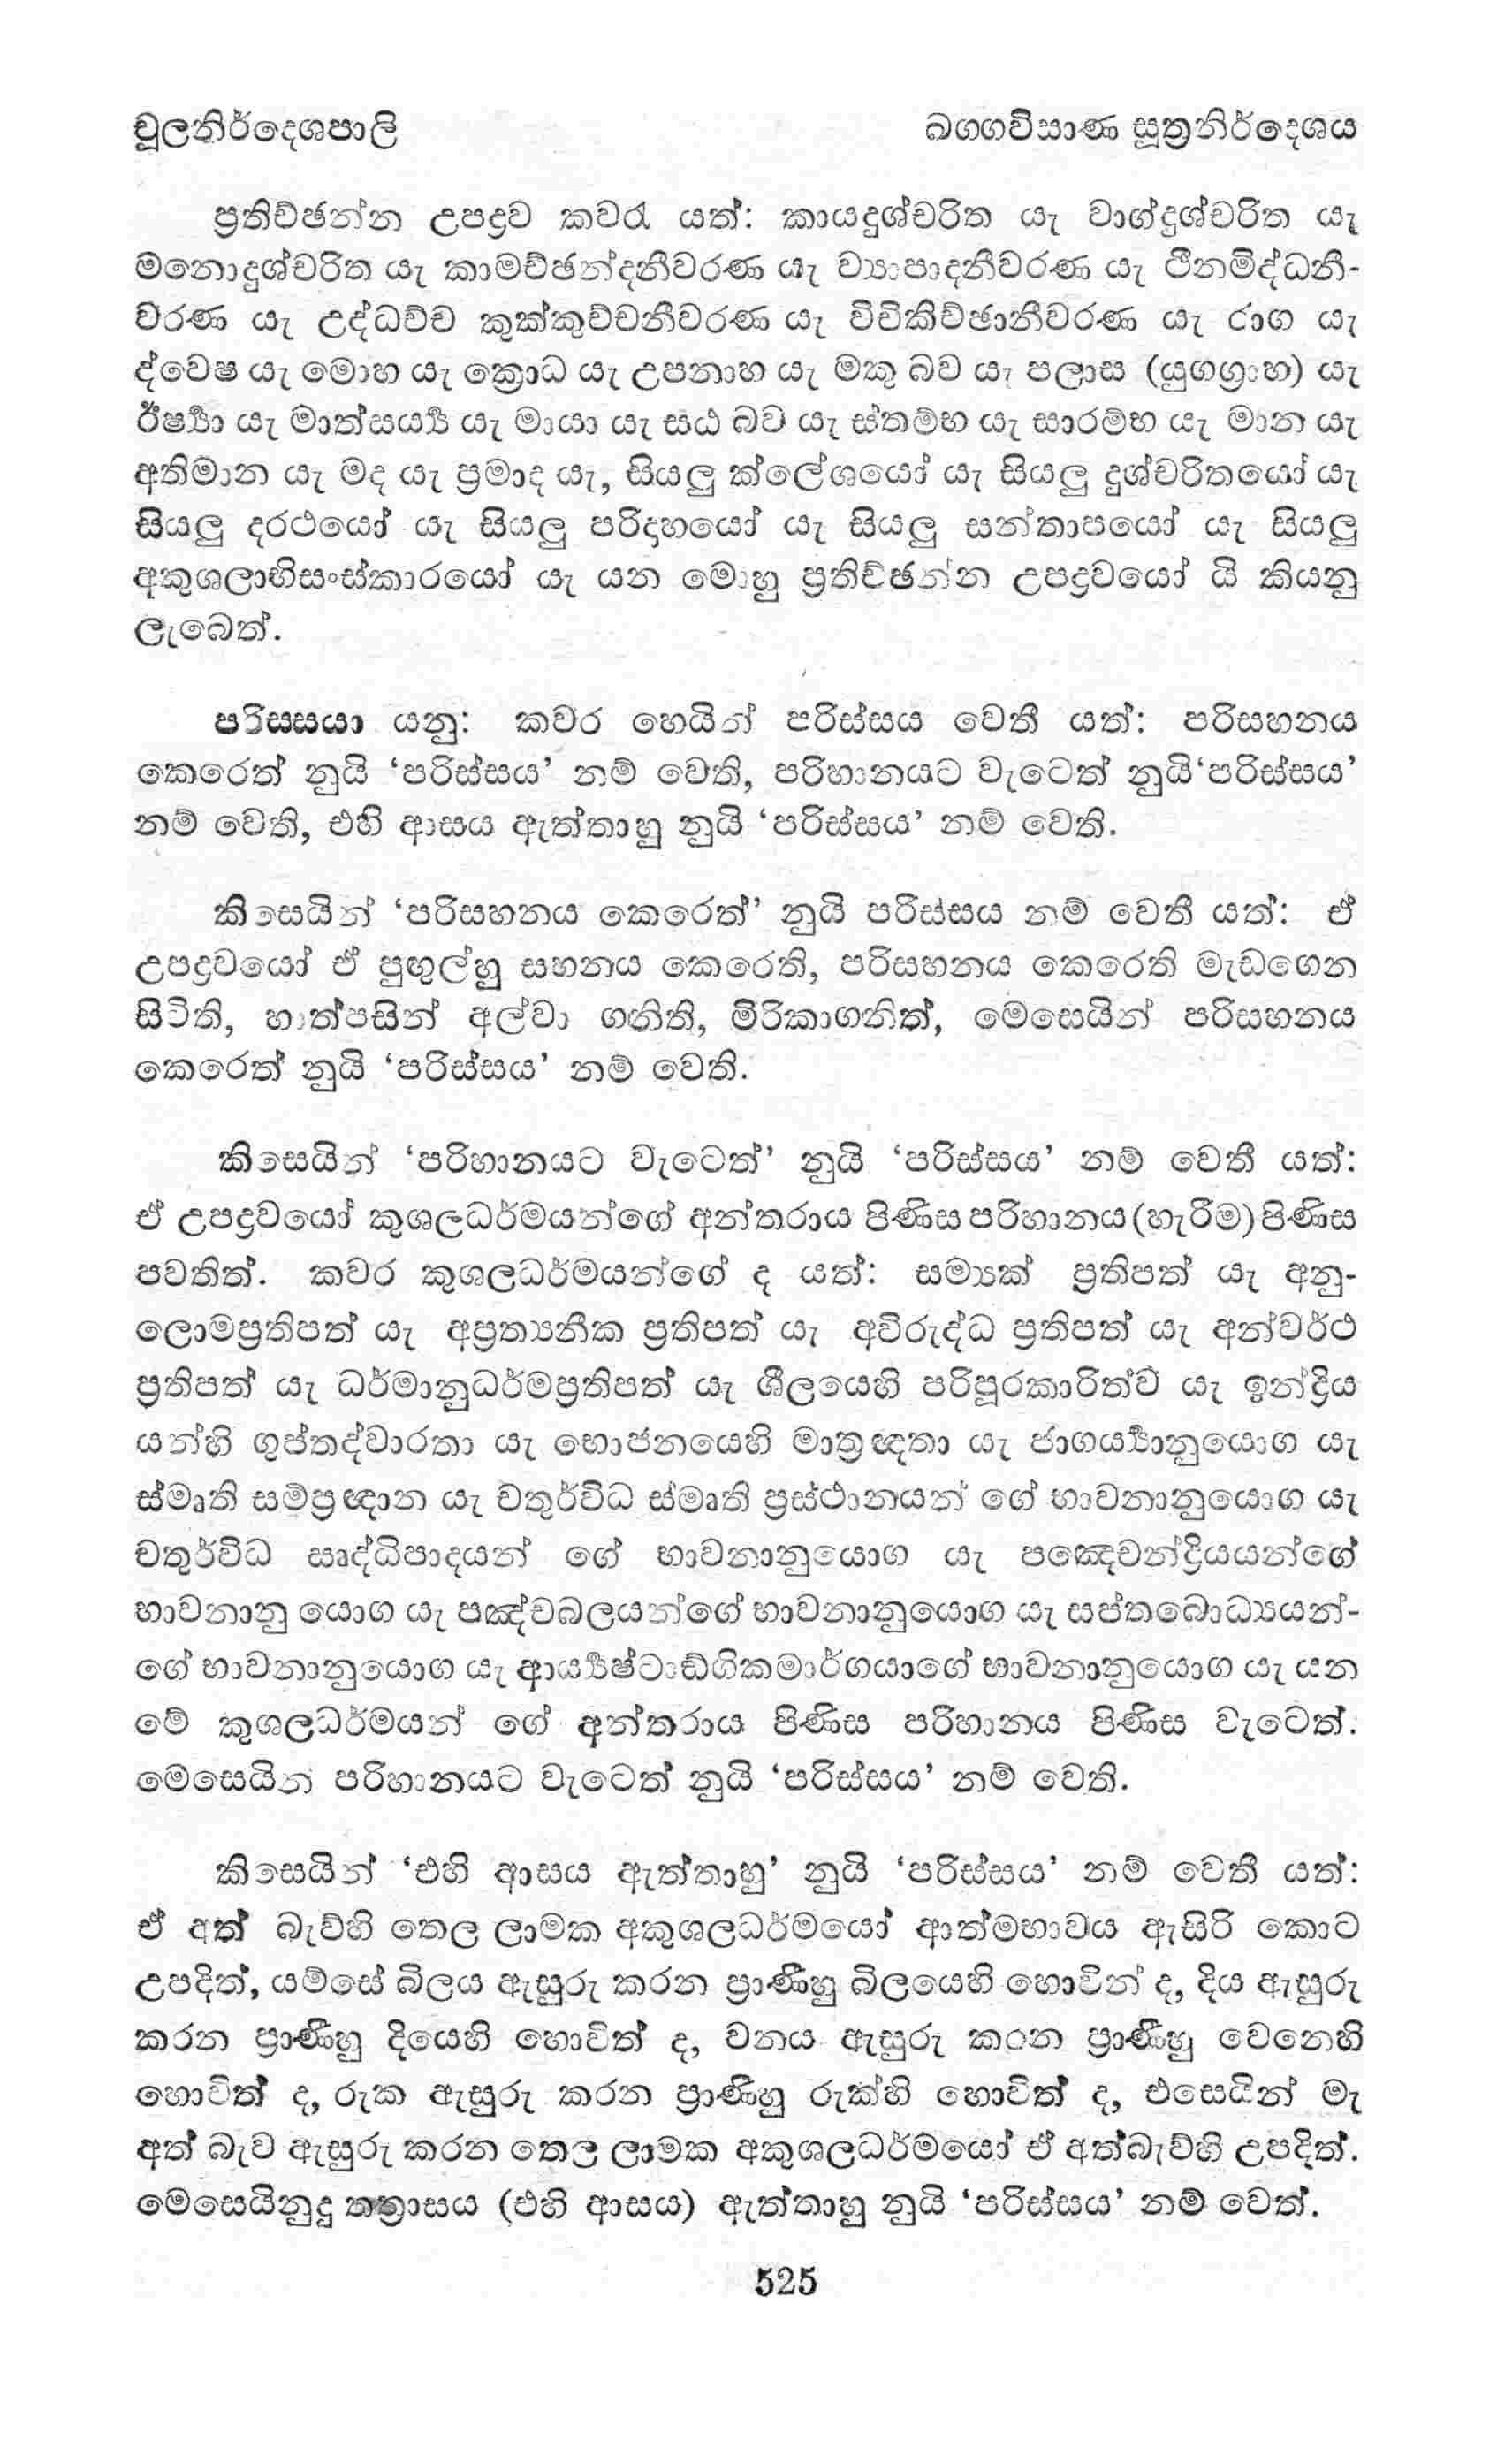 චූලනිර්දෙශපාලි
ඛගගවිසාණ සූත්‍රනිර්දෙශය
ප්‍රතිච්ඡන්න උපද්‍රව කවරැ යත්: කායදුශ්චරිත යැ වාග්දුශ්චරිත යැ
මනොදුශ්චරිත යැ කාමච්ඡන්දනීවරණ යැ ව්‍යාපාදනීවරණ යැ ථීනමිද්ධනී-
වරණ යැ උද්ධච්ච කුක්කුච්චනීවරණ යැ විචිකිච්ඡානීවරණ යැ රාග යැ
ද්වෙෂ යැ මොහ යැ ක්‍රොධ යැ උපනාහ යැ මකු බව යැ පලාස (යුගග්‍රාහ) යැ
ඊර්ෂ්‍යා යැ මාත්සර්‍ය්‍ය යැ මායා යැ සඨ බව යැ ස්තම්භ යැ සාරම්භ යැ මාන යැ
අතිමාන යැ මද යැ ප්‍රමාද යැ, සියලු ක්ලේශයෝ යැ සියලු දුශ්චරිතයෝ යැ
සියලු දරථයෝ යැ සියලු පරිදාහයෝ යැ සියලු සන්තාපයෝ යැ සියලු
අකුශලාභිසංස්කාරයෝ යැ යන මොහු ප්‍රතිච්ඡන්න උපද්‍රවයෝ යි කියනු
ලැබෙත්.
පරිසසයා යනු: කවර හෙයින් පරිස්සය වෙතී යත්: පරිසහනය
කෙරෙත් නුයි ‘පරිස්සය’ නම් වෙති, පරිහානයට වැටෙත් නුයි‘පරිස්සය’
නම් වෙති, එහි ආසය ඇත්තාහු නුයි ‘පරිස්සය’ නම් වෙති.
කිසෙයින් ‘පරිසහනය කෙරෙත්’ නුයි පරිස්සය නම් වෙතී යත්: ඒ
උපද්‍රවයෝ ඒ පුඟුල්හු සහනය කෙරෙති, පරිසහනය කෙරෙති මැඩගෙන
සිටිති, හාත්පසින් අල්වා ගනිති, මිරිකාගනිත්, මෙසෙයින් පරිසහනය
කෙරෙත් නුයි ‘පරිස්සය’ නම් වෙති.
කිසෙයින් ‘පරිහානයට වැටෙත්’ නුයි ‘පරිස්සය’ නම් වෙතී යත්:
ඒ උපද්‍රවයෝ කුශලධර්මයන්ගේ අන්තරාය පිණිස පරිහානය(හැරීම) පිණිස
පවතිත්. කවර කුශලධර්මයන්ගේ ද යත්: සම්‍යක් ප්‍රතිපත් යැ අනු-
ලොමප්‍රතිපත් යැ අප්‍රත්‍යනීක ප්‍රතිපත් යැ අවිරුද්ධ ප්‍රතිපත් යැ අන්වර්ථ
ප්‍රතිපත් යැ ධර්මානුධර්මප්‍රතිපත් යැ ශීලයෙහි පරිපූරකාරිත්ව යැ ඉන්ද්‍රිය
යන්හි ගුප්තද්වාරතා යැ භොජනයෙහි මාත්‍රඥතා යැ ජාගර්‍ය්‍යානුයොග යැ
ස්මෘති සම්ප්‍රඥාන යැ චතුර්විධ ස්මෘති ප්‍රස්ථානයන් ගේ භාවනානුයොග යැ
චතුර්විධ සෘද්ධිපාදයන් ගේ භාවනානුයොග යැ පඤ්චෙන්ද්‍රියයන්ගේ
භාවනානු යොග යැ පඤ්චබලයන්ගේ භාවනානුයොග යැ සප්තබොධ්‍යයන්-
ගේ භාවනානුයොග යැ ආර්‍ය්‍යෂ්ටාඞ්ගිකමාර්ගයාගේ භාවනානුයොග යැ යන
මේ කුශලධර්මයන් ගේ අන්තරාය පිණිස පරිහානය පිණිස වැටෙත්.
මෙසෙයින් පරිහානයට වැටෙත් නුයි ‘පරිස්සය’ නම් වෙති.
කිසෙයින් ‘එහි ආසය ඇත්තාහු’ නුයි ‘පරිස්සය’ නම් වෙතී යත්:
ඒ අත් බැව්හි තෙල ලාමක අකුශලධර්මයෝ ආත්මභාවය ඇසිරි කොට
උපදිත්, යම්සේ බිලය ඇසුරු කරන ප්‍රාණීහු බිලයෙහි හොවින් ද, දිය ඇසුරු
කරන ප්‍රාණීහු දියෙහි හොවිත් ද, වනය ඇසුරු කරන ප්‍රාණීහු වෙනෙහි
හොවිත් ද, රුක ඇසුරු කරන ප්‍රාණීහු රුක්හි හොවිත් ද, එසෙයින් මැ
අත් බැව ඇසුරු කරන තෙල ලාමක අකුශලධර්මයෝ ඒ අත්බැව්හි උපදිත්.
මෙසෙයිනුදු තත්‍රාසය (එහි ආසය) ඇත්තාහු නුයි ‘පරිස්සය’ නම් වෙත්.
525